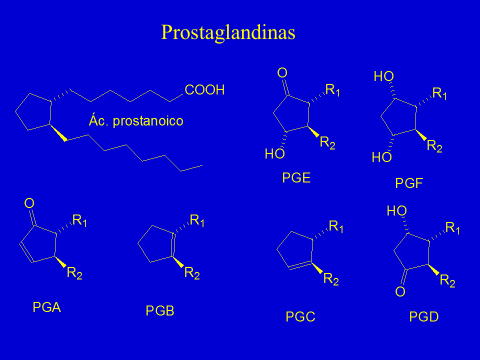 Prostaglandinas
COOH
Ác. prostanoico
O
R1
R2
HO
PGE
HO
R1
R2
HO
PGF
O
R1
R2
PGA
R1
R2
PGB
R1
R2
PGC
HO
R1
R2
O
PGD